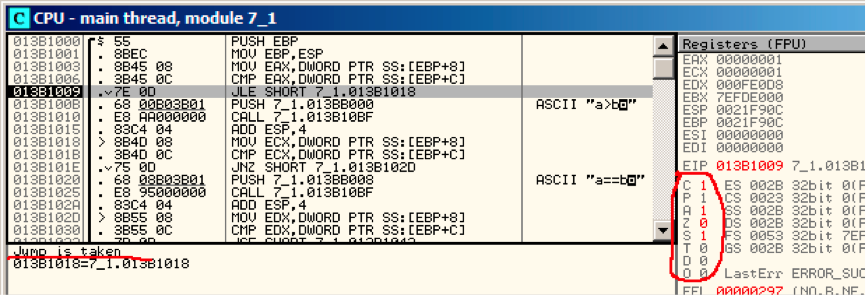 CPU - main thread, module 7_1
013B1000 $ 55 PUSH EBP
013B1001 . 8BEC MOV EBP,ESP
013B1003 . 8B45 08 MOV EAX,DWORD PTR SS:[EBP+8]
013B1006 . 3B45 0C CMP EAX,DWORD PTR SS:[EBP+C]
013B1009 .v7E 0D JLE SHORT 7_1.013B1018
013B100B . 68 00B03B01 PUSH 7_1.013BB000 ASCII "a>b◙"
013B1010 . E8 AA000000 CALL 7_1.013B10BF
013B1015 . 83C4 04 ADD ESP,4
013B1018 > 8B4D 08 MOV ECX,DWORD PTR SS:[EBP+8]
013B101B . 3B4D 0C CMP ECX,DWORD PTR SS:[EBP+C]
013B101E .v75 0D JNZ SHORT 7_1.013B102D
013B1020 . 68 08B03B01 PUSH 7_1.013BB008 ASCII "a==b◙"
013B1025 . E8 95000000 CALL 7_1.013B10BF
013B102A . 83C4 04 ADD ESP,4
013B102D > 8B55 08 MOV EDX,DWORD PTR SS:[EBP+8]
013B1030 . 3B55 0C CMP EDX,DWORD PTR SS:[EBP+C]
Jump is taken
013B1018=7_1.013B1018
Registers (FPU)
EAX 00000001
ECX 00000001
EDX 000FE0D8
EBX 7EFDE000
ESP 0021F90C
EBP 0021F90C
ESI 00000000
EDI 00000000
EIP 013B1009 7_1.013B1
C 1 ES 002B 32bit 0(F
P 1 CS 0023 32bit 0(F
A 1 SS 002B 32bit 0(F
Z 0 DS 002B 32bit 0(F
S 1 FS 0053 32bit 7EF
T 0 GS 002B 32bit 0(F
D 0
O 0 LastErr ERROR_SUC
EFL 00000297 (NO,B,NE,